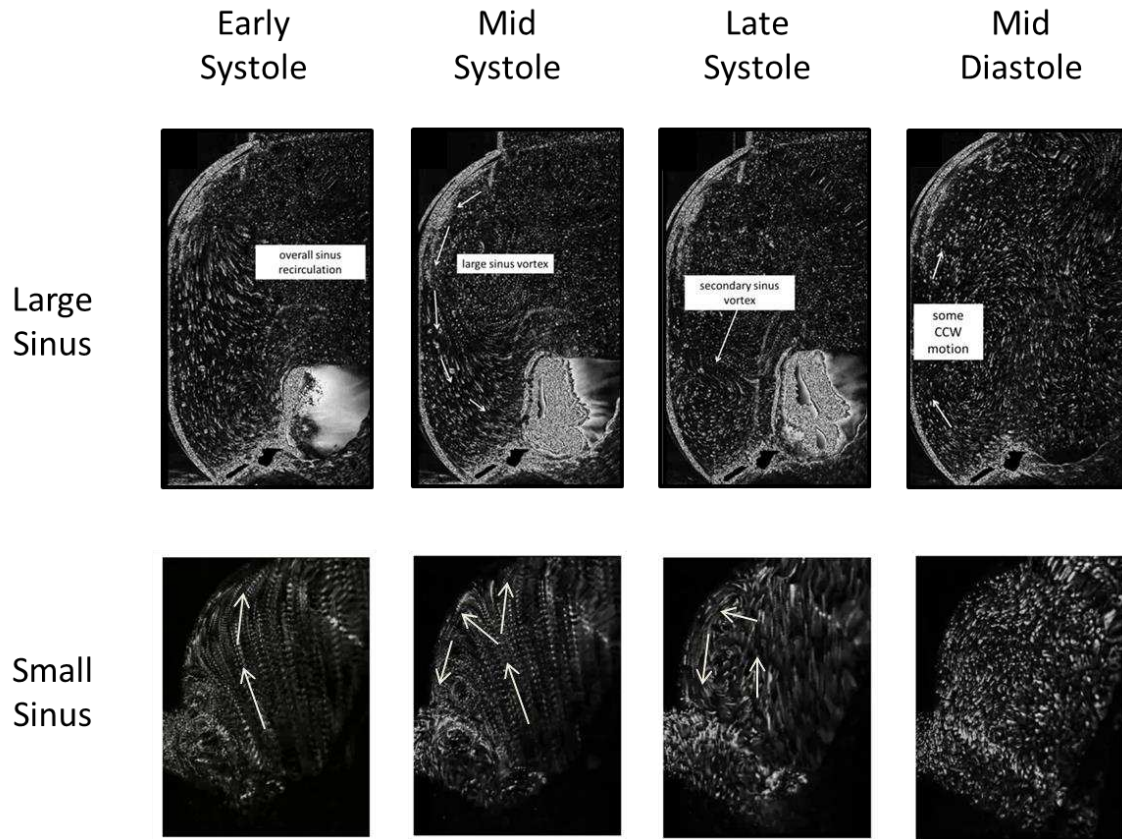 Early
Systole
Mid
Systole
Late
Systole
Mid
Diastole
Large
Sinus
overall sinus
recirculation
large sinus vortex
secondary sinus
vortex
some
CCW
motion
Small
Sinus